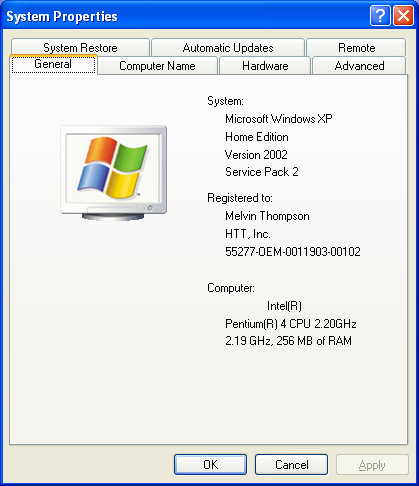 System Properties
System Restore
Automatic Updates
Remote
General
Computer Name
Hardware
Advanced
System:
Microsoft Windows XP
Home Edition
Version 2002
Service Pack 2
Registered to:
Melvin Thompson
HTT, Inc.
55277-OEM-0011903-00102
Computer:
Intel(R)
Pentium(R) 4 CPU 2.20GHz
2.19 GHz, 256 MB of RAM
OK
Cancel
Apply